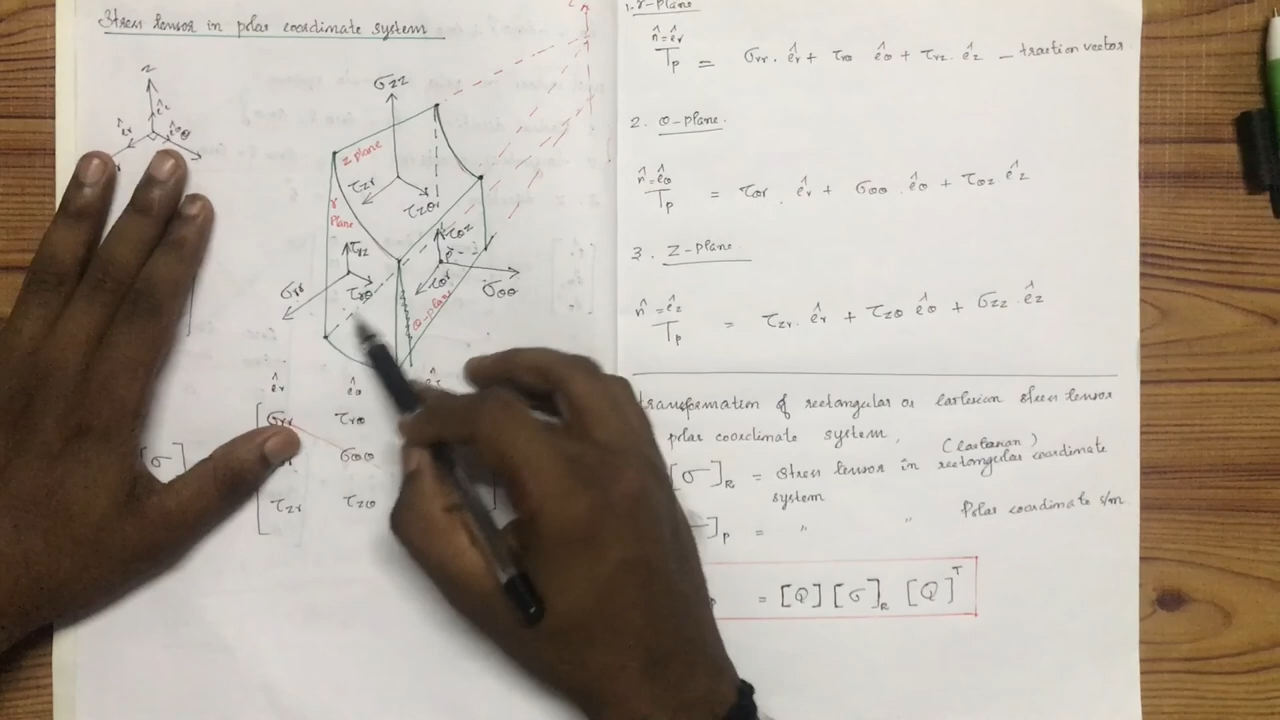 Stress tensor in polar coordinate system
z
êz
êr
êθ
θ
σzz
z plane
τzr
τzθ
r plane
τrz
τrθ
σrr
τθz
P
τθr
σθθ
θ-plane
êr êθ êz
σrr τrθ
[σ] σθθ
τzr τzθ
1. r-plane
n̂=êr
Tp = σrr. êr + τrθ êθ + τrz. êz - traction vector
2. θ-plane.
n̂=êθ
Tp = τθr . êr + σθθ . êθ + τθz êz
3. Z-plane
n̂=êz
Tp = τzr. êr + τzθ êθ + σzz . êz
transformation of rectangular or cartesian stress tensor
polar coordinate system,
(cartesian)
[σ]R = stress tensor in rectangular coordinate
system
]P = " " Polar coordinate s/m
P = [Q] [σ]R [Q]T